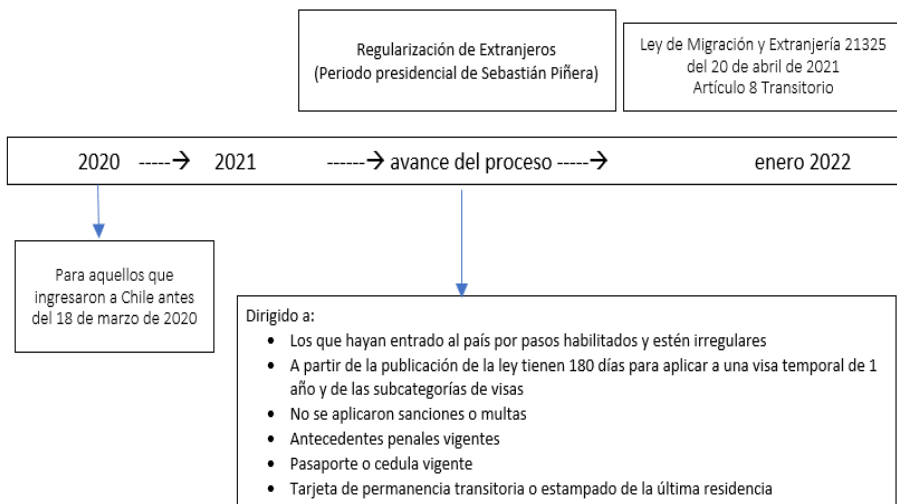 Regularización de Extranjeros
(Periodo presidencial de Sebastián Piñera)
Ley de Migración y Extranjería 21325
del 20 de abril de 2021
Artículo 8 Transitorio
2020 -----→ 2021 ------→ avance del proceso -----→ enero 2022
Para aquellos que
ingresaron a Chile antes
del 18 de marzo de 2020
Dirigido a:
• Los que hayan entrado al país por pasos habilitados y estén irregulares
• A partir de la publicación de la ley tienen 180 días para aplicar a una visa temporal de 1
año y de las subcategorías de visas
• No se aplicaron sanciones o multas
• Antecedentes penales vigentes
• Pasaporte o cedula vigente
• Tarjeta de permanencia transitoria o estampado de la última residencia